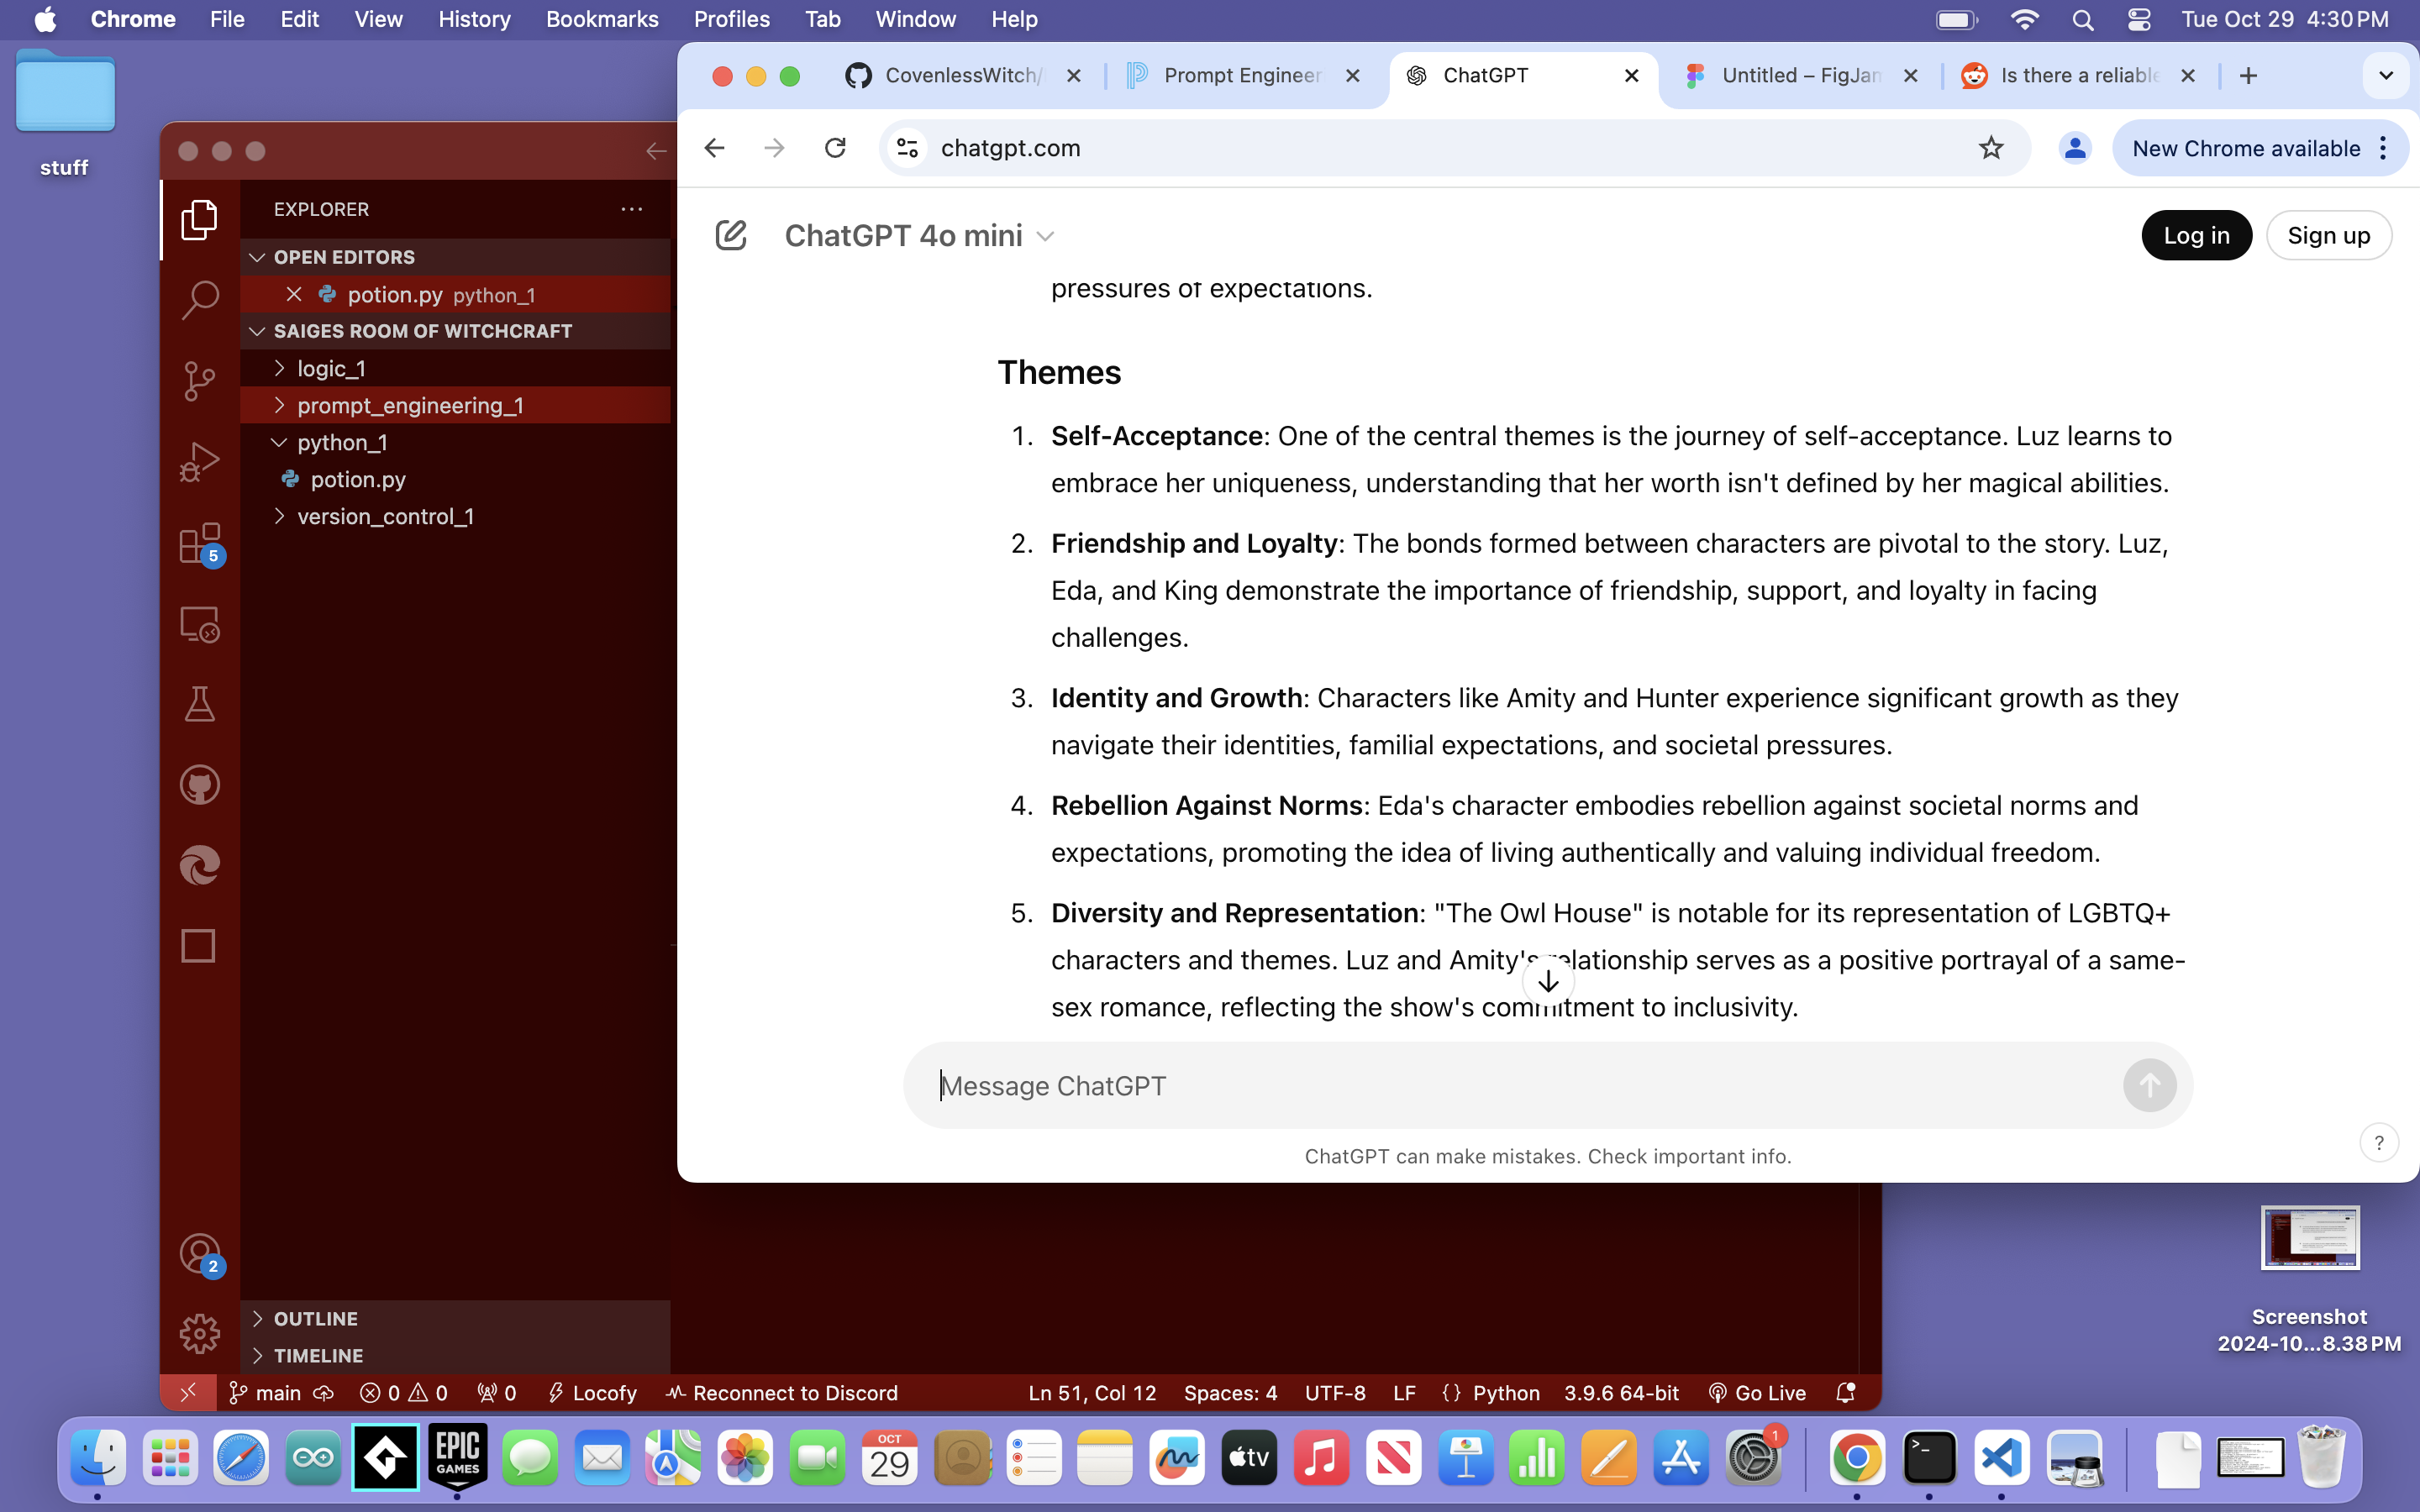 Chrome File Edit View History Bookmarks Profiles Tab Window Help Tue Oct 29 4:30 PM
stuff
CovenlessWitch/ Prompt Engineer ChatGPT Untitled – FigJam Is there a reliable
chatgpt.com New Chrome available
ChatGPT 4o mini Log in Sign up
pressures of expectations.
Themes
1. Self-Acceptance: One of the central themes is the journey of self-acceptance. Luz learns to
embrace her uniqueness, understanding that her worth isn't defined by her magical abilities.
2. Friendship and Loyalty: The bonds formed between characters are pivotal to the story. Luz,
Eda, and King demonstrate the importance of friendship, support, and loyalty in facing
challenges.
3. Identity and Growth: Characters like Amity and Hunter experience significant growth as they
navigate their identities, familial expectations, and societal pressures.
4. Rebellion Against Norms: Eda's character embodies rebellion against societal norms and
expectations, promoting the idea of living authentically and valuing individual freedom.
5. Diversity and Representation: "The Owl House" is notable for its representation of LGBTQ+
characters and themes. Luz and Amity's relationship serves as a positive portrayal of a same-
sex romance, reflecting the show's commitment to inclusivity.
Message ChatGPT
ChatGPT can make mistakes. Check important info.
?
EXPLORER
OPEN EDITORS
potion.py python_1
SAIGES ROOM OF WITCHCRAFT
logic_1
prompt_engineering_1
python_1
potion.py
version_control_1
5
2
OUTLINE
TIMELINE
main 0 0 0 Locofy Reconnect to Discord Ln 51, Col 12 Spaces: 4 UTF-8 LF {} Python 3.9.6 64-bit Go Live
Screenshot
2024-10...8.38 PM
EPIC
GAMES
OCT
29
tv
1